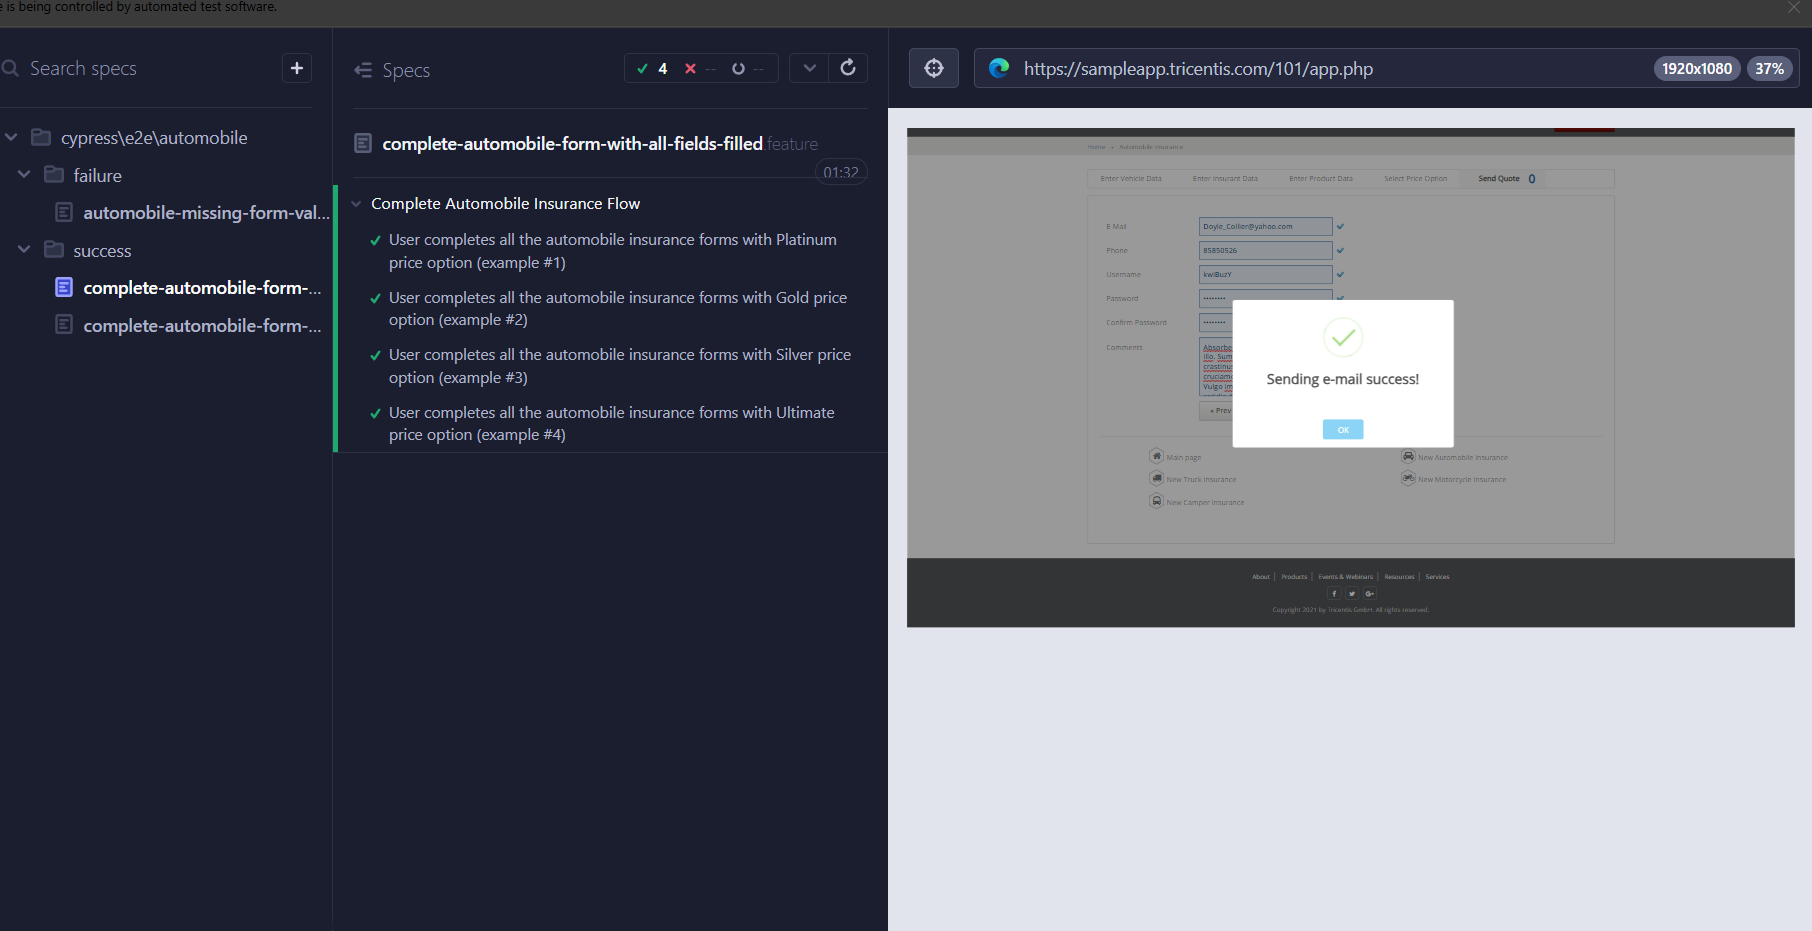 e is being controlled by automated test software.
Search specs
cypress\e2e\automobile
failure
automobile-missing-form-val...
success
complete-automobile-form-...
complete-automobile-form-...
Specs
4 -- --
complete-automobile-form-with-all-fields-filled.feature
01:32
Complete Automobile Insurance Flow
User completes all the automobile insurance forms with Platinum
price option (example #1)
User completes all the automobile insurance forms with Gold price
option (example #2)
User completes all the automobile insurance forms with Silver price
option (example #3)
User completes all the automobile insurance forms with Ultimate
price option (example #4)
https://sampleapp.tricentis.com/101/app.php
1920x1080
37%
Home
Automobile Insurance
Enter Vehicle Data
Enter Insurant Data
Enter Product Data
Select Price Option
Send Quote 0
E-Mail
Doyle_Collier@yahoo.com
Phone
85850526
Username
kwiBuzY
Password
••••••••
Confirm Password
••••••••
Comments
Absorbe
illo. Sum
crastinus
cruciame
Vulgo im
« Prev
Sending e-mail success!
OK
Main page
New Automobile Insurance
New Truck Insurance
New Motorcycle Insurance
New Camper Insurance
About | Products | Events & Webinars | Resources | Services
Copyright 2021 by Tricentis GmbH. All rights reserved.